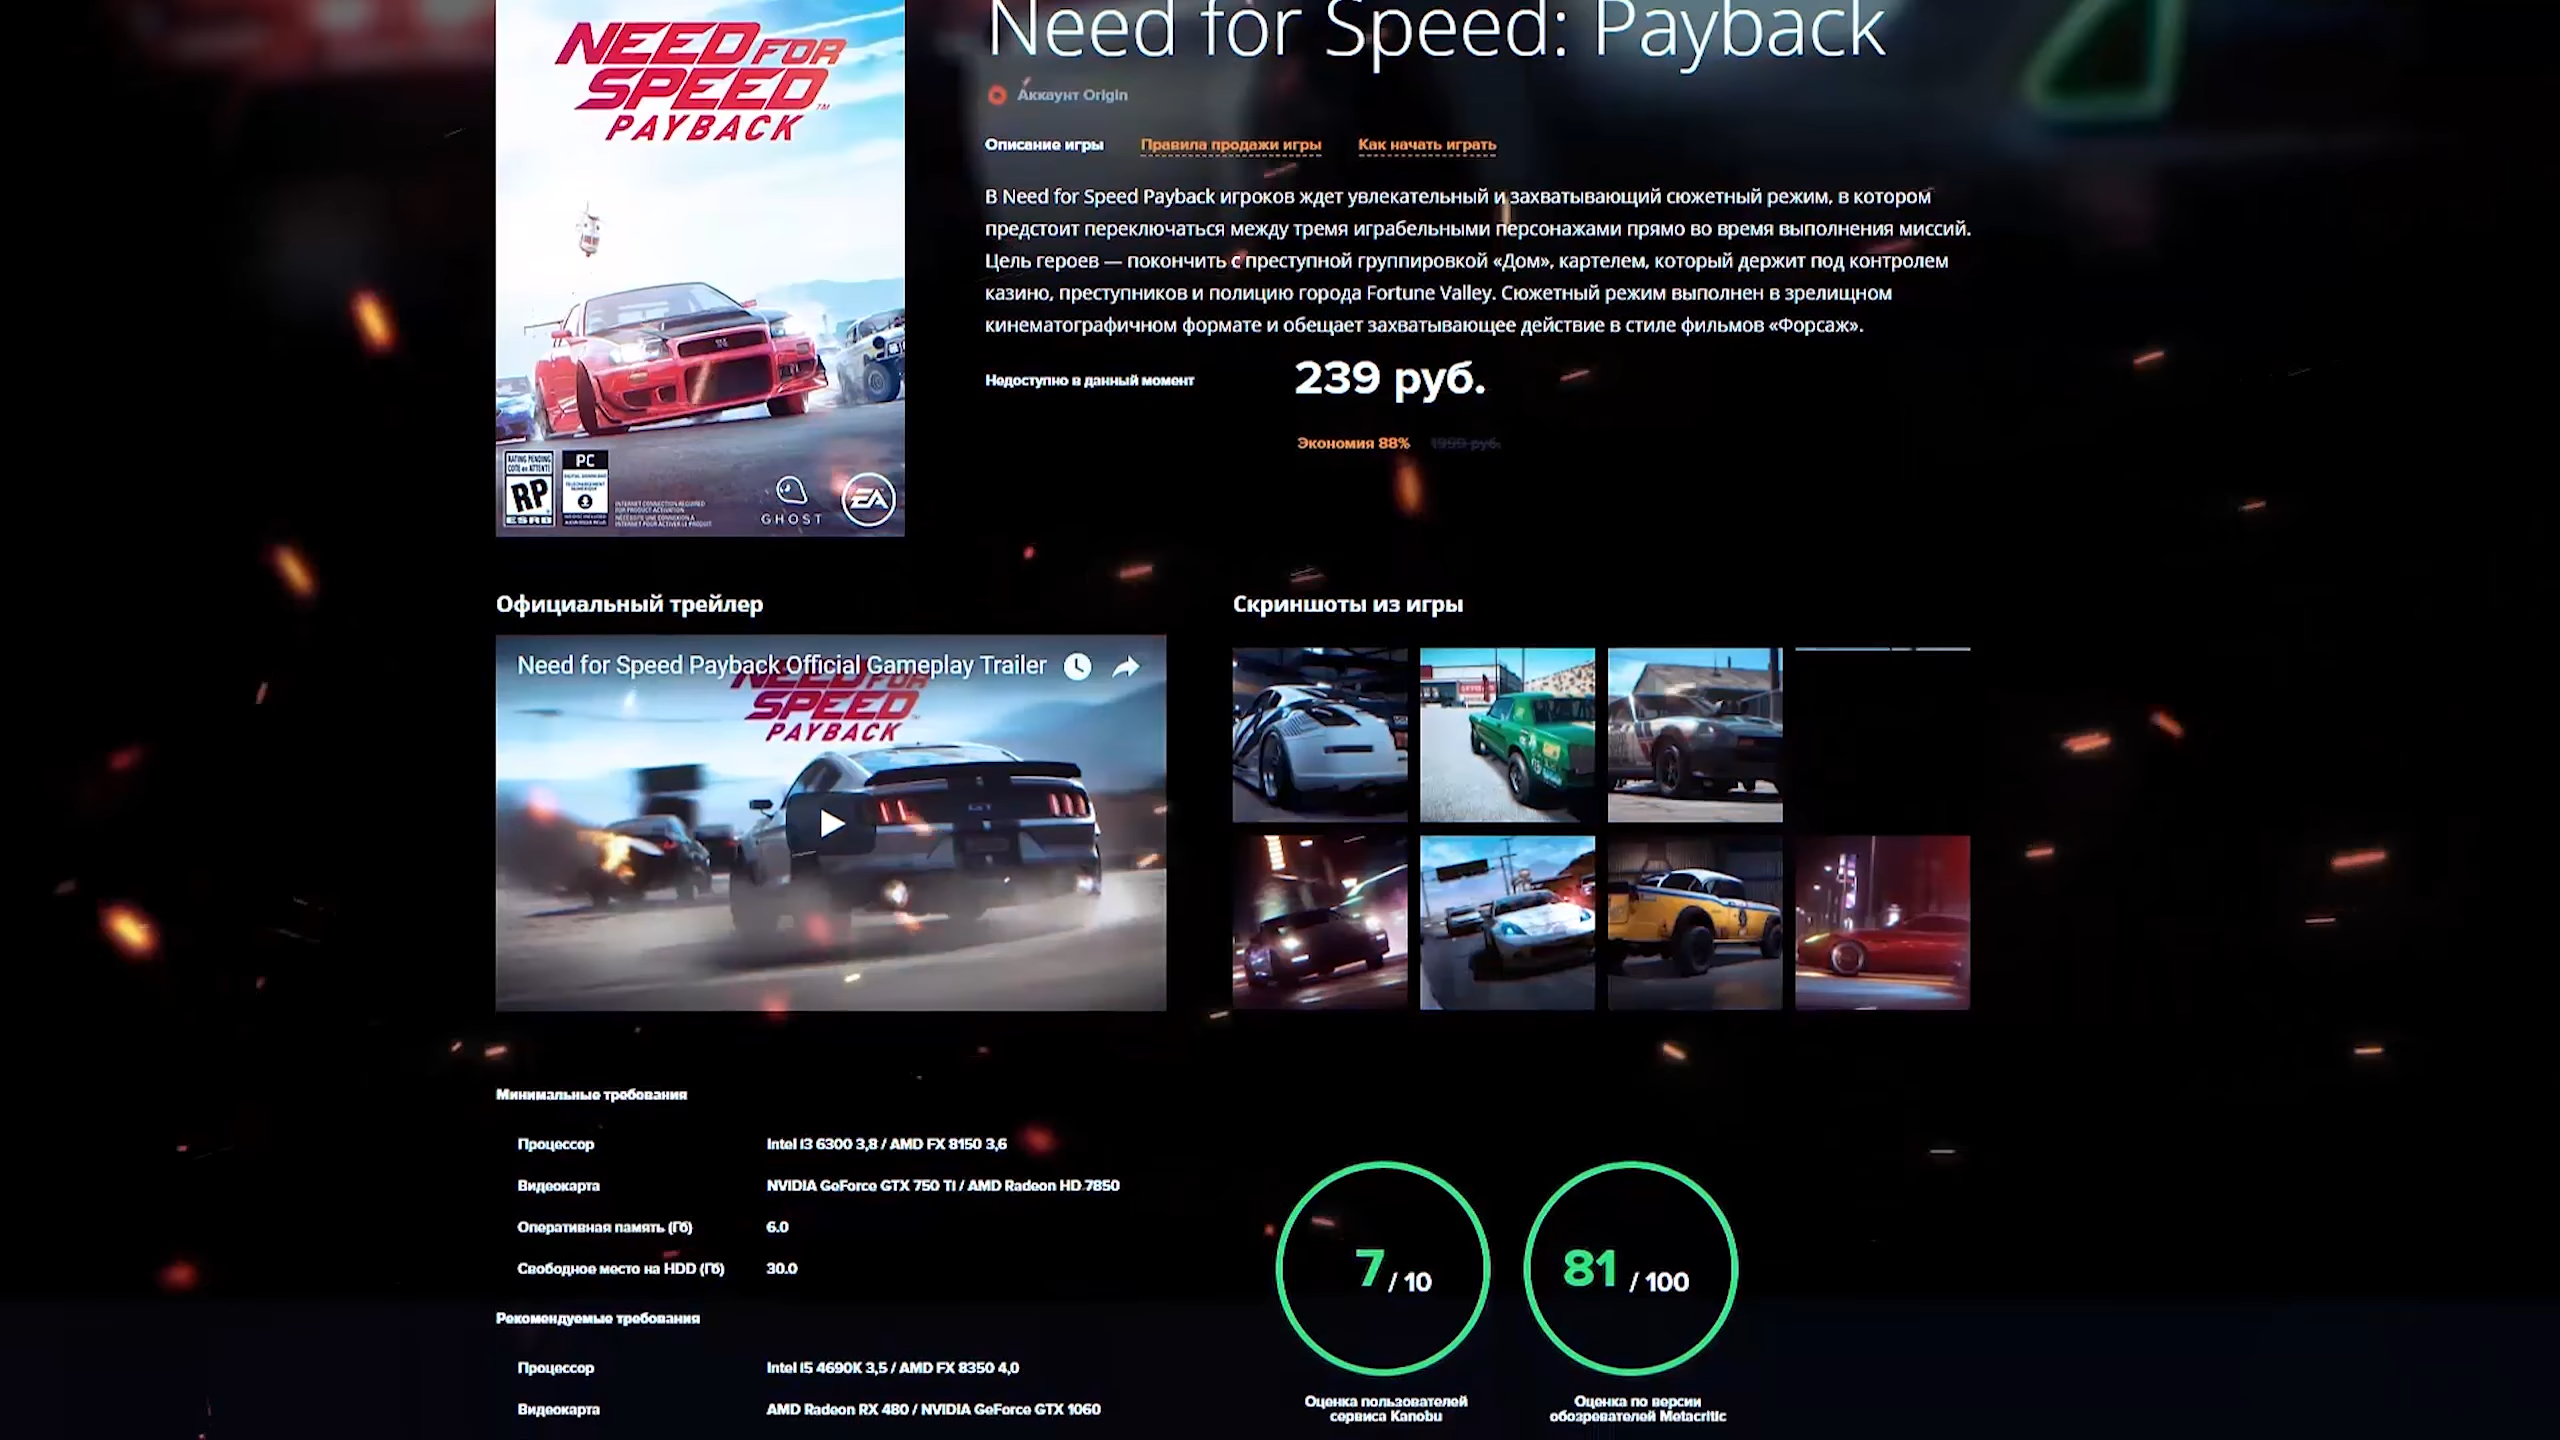 NEED FOR
SPEED
PAYBACK
RP
ESRB
PC
GHOST
EA
Need for Speed: Payback
Аккаунт Origin
Описание игры
Правила продажи игры
Как начать играть
В Need for Speed Payback игроков ждет увлекательный и захватывающий сюжетный режим, в котором
предстоит переключаться между тремя играбельными персонажами прямо во время выполнения миссий.
Цель героев — покончить с преступной группировкой «Дом», картелем, который держит под контролем
казино, преступников и полицию города Fortune Valley. Сюжетный режим выполнен в зрелищном
кинематографичном формате и обещает захватывающее действие в стиле фильмов «Форсаж».
Недоступно в данный момент
239 руб.
Экономия 88%
1999 руб.
Официальный трейлер
Need for Speed Payback Official Gameplay Trailer
NEED FOR
SPEED
PAYBACK
GT
Скриншоты из игры
Минимальные требования
Процессор
Intel i3 6300 3,8 / AMD FX 8150 3,6
Видеокарта
NVIDIA GeForce GTX 750 Ti / AMD Radeon HD 7850
Оперативная память (Гб)
6.0
Свободное место на HDD (Гб)
30.0
Рекомендуемые требования
Процессор
Intel i5 4690K 3,5 / AMD FX 8350 4,0
Видеокарта
AMD Radeon RX 480 / NVIDIA GeForce GTX 1060
7 / 10
Оценка пользователей
сервиса Kanobu
81 / 100
Оценка по версии
обозревателей Metacritic